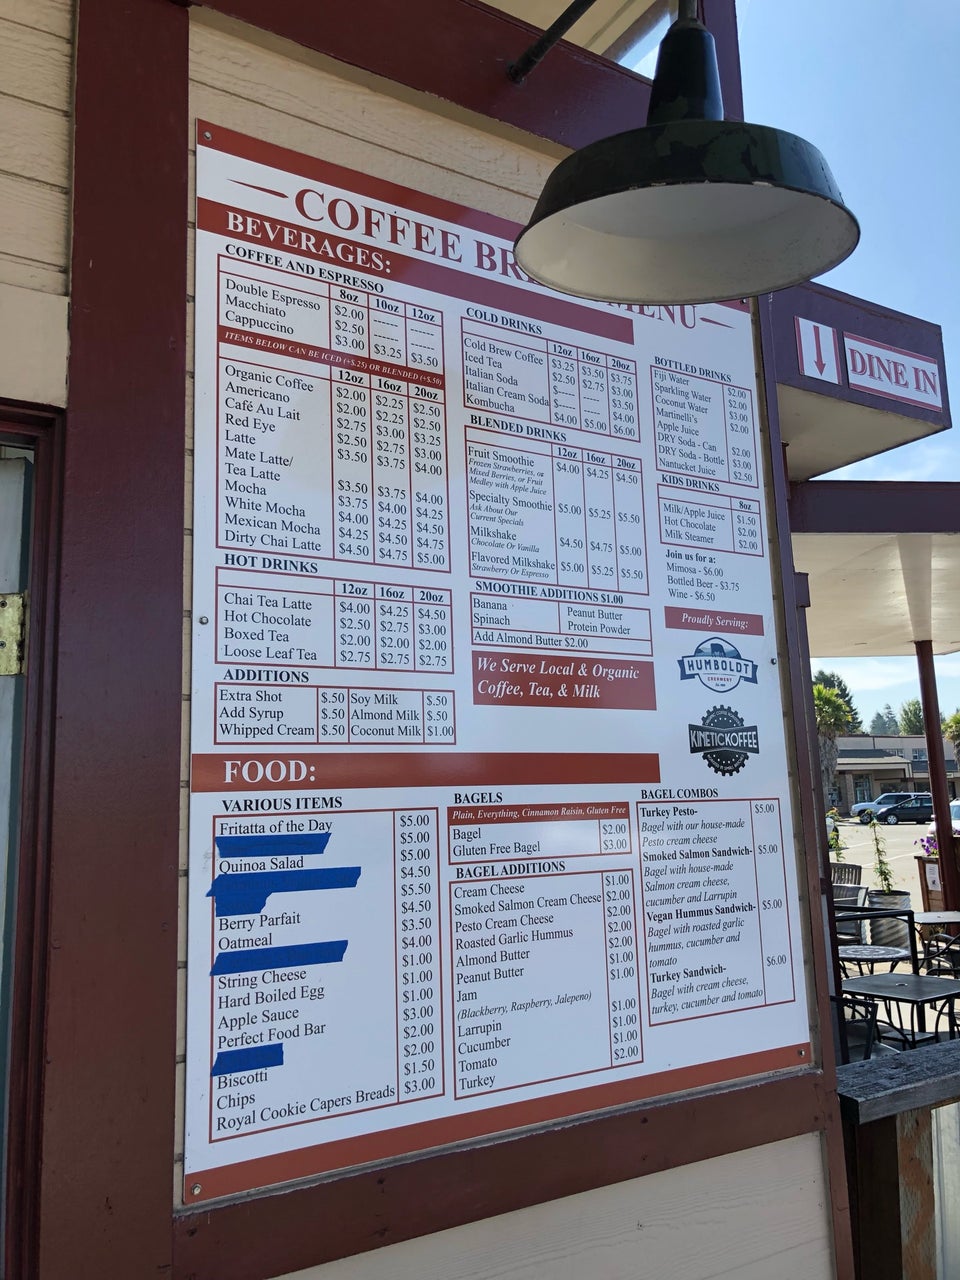 COFFEE BR
MENU
BEVERAGES:
COFFEE AND ESPRESSO
8oz 10oz 12oz
Double Espresso $2.00 ------ ------
Macchiato $2.50 ------ ------
Cappuccino $3.00 $3.25 $3.50
ITEMS BELOW CAN BE ICED (+$.25) OR BLENDED (+$.50)
12oz 16oz 20oz
Organic Coffee $2.00 $2.25 $2.50
Americano $2.00 $2.25 $2.50
Café Au Lait $2.75 $3.00 $3.25
Red Eye $2.50 $2.75 $3.00
Latte $3.50 $3.75 $4.00
Mate Latte/
Tea Latte $3.50 $3.75 $4.00
Mocha $3.75 $4.00 $4.25
White Mocha $4.00 $4.25 $4.50
Mexican Mocha $4.25 $4.50 $4.75
Dirty Chai Latte $4.50 $4.75 $5.00
HOT DRINKS
12oz 16oz 20oz
Chai Tea Latte $4.00 $4.25 $4.50
Hot Chocolate $2.50 $2.75 $3.00
Boxed Tea $2.00 $2.00 $2.00
Loose Leaf Tea $2.75 $2.75 $2.75
ADDITIONS
Extra Shot $.50 Soy Milk $.50
Add Syrup $.50 Almond Milk $.50
Whipped Cream $.50 Coconut Milk $1.00
COLD DRINKS
12oz 16oz 20oz
Cold Brew Coffee $3.25 $3.50 $3.75
Iced Tea $2.50 $2.75 $3.00
Italian Soda $----- $----- $3.50
Italian Cream Soda $----- $----- $4.00
Kombucha $4.00 $5.00 $6.00
BLENDED DRINKS
12oz 16oz 20oz
Fruit Smoothie $4.00 $4.25 $4.50
Frozen Strawberries, or
Mixed Berries, or Fruit
Medley with Apple Juice
Specialty Smoothie $5.00 $5.25 $5.50
Ask About Our
Current Specials
Milkshake $4.50 $4.75 $5.00
Chocolate Or Vanilla
Flavored Milkshake $5.00 $5.25 $5.50
Strawberry Or Espresso
SMOOTHIE ADDITIONS $1.00
Banana Peanut Butter
Spinach Protein Powder
Add Almond Butter $2.00
We Serve Local & Organic
Coffee, Tea, & Milk
BOTTLED DRINKS
Fiji Water $2.00
Sparkling Water $2.00
Coconut Water $3.00
Martinelli's $2.00
Apple Juice
DRY Soda - Can $2.00
DRY Soda - Bottle $3.00
Nantucket Juice $2.50
KIDS DRINKS
8oz
Milk/Apple Juice $1.50
Hot Chocolate $2.00
Milk Steamer $2.00
Join us for a:
Mimosa - $6.00
Bottled Beer - $3.75
Wine - $6.50
Proudly Serving:
HUMBOLDT
CREAMERY
KINETICKOFFEE
FOOD:
VARIOUS ITEMS
Fritatta of the Day $5.00
$5.00
Quinoa Salad $5.00
$4.50
$5.50
Berry Parfait $4.50
Oatmeal $3.50
$4.00
String Cheese $1.00
Hard Boiled Egg $1.00
Apple Sauce $1.00
Perfect Food Bar $3.00
$2.00
Biscotti $2.00
Chips $1.50
Royal Cookie Capers Breads $3.00
BAGELS
Plain, Everything, Cinnamon Raisin, Gluten Free
Bagel $2.00
Gluten Free Bagel $3.00
BAGEL ADDITIONS
Cream Cheese $1.00
Smoked Salmon Cream Cheese $2.00
Pesto Cream Cheese $2.00
Roasted Garlic Hummus $2.00
Almond Butter $2.00
Peanut Butter $1.00
Jam $1.00
(Blackberry, Raspberry, Jalepeno)
Larrupin $1.00
Cucumber $1.00
Tomato $1.00
Turkey $2.00
BAGEL COMBOS
Turkey Pesto- $5.00
Bagel with our house-made
Pesto cream cheese
Smoked Salmon Sandwich- $5.00
Bagel with house-made
Salmon cream cheese,
cucumber and Larrupin
Vegan Hummus Sandwich- $5.00
Bagel with roasted garlic
hummus, cucumber and
tomato
Turkey Sandwich- $6.00
Bagel with cream cheese,
turkey, cucumber and tomato
DINE IN